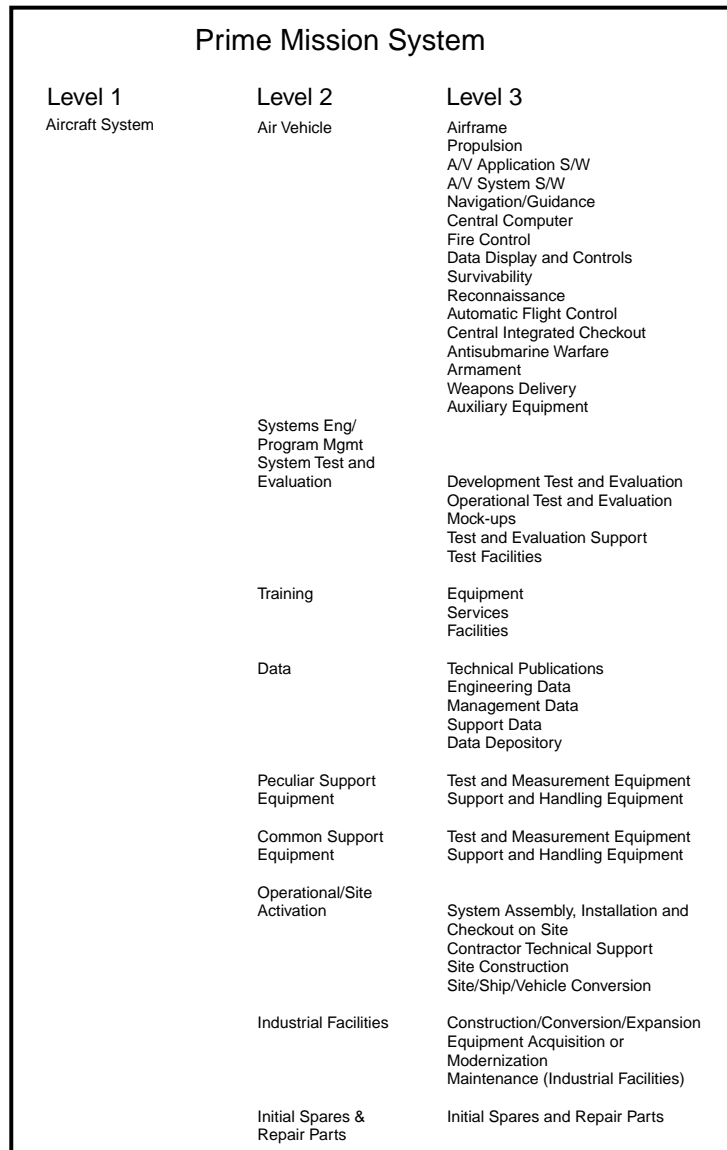 Prime Mission System
Level 1 Level 2 Level 3
Aircraft System Air Vehicle Airframe
Propulsion
A/V Application S/W
A/V System S/W
Navigation/Guidance
Central Computer
Fire Control
Data Display and Controls
Survivability
Reconnaissance
Automatic Flight Control
Central Integrated Checkout
Antisubmarine Warfare
Armament
Weapons Delivery
Auxiliary Equipment
Systems Eng/
Program Mgmt
System Test and
Evaluation Development Test and Evaluation
Operational Test and Evaluation
Mock-ups
Test and Evaluation Support
Test Facilities
Training Equipment
Services
Facilities
Data Technical Publications
Engineering Data
Management Data
Support Data
Data Depository
Peculiar Support Test and Measurement Equipment
Equipment Support and Handling Equipment
Common Support Test and Measurement Equipment
Equipment Support and Handling Equipment
Operational/Site
Activation System Assembly, Installation and
Checkout on Site
Contractor Technical Support
Site Construction
Site/Ship/Vehicle Conversion
Industrial Facilities Construction/Conversion/Expansion
Equipment Acquisition or
Modernization
Maintenance (Industrial Facilities)
Initial Spares & Initial Spares and Repair Parts
Repair Parts